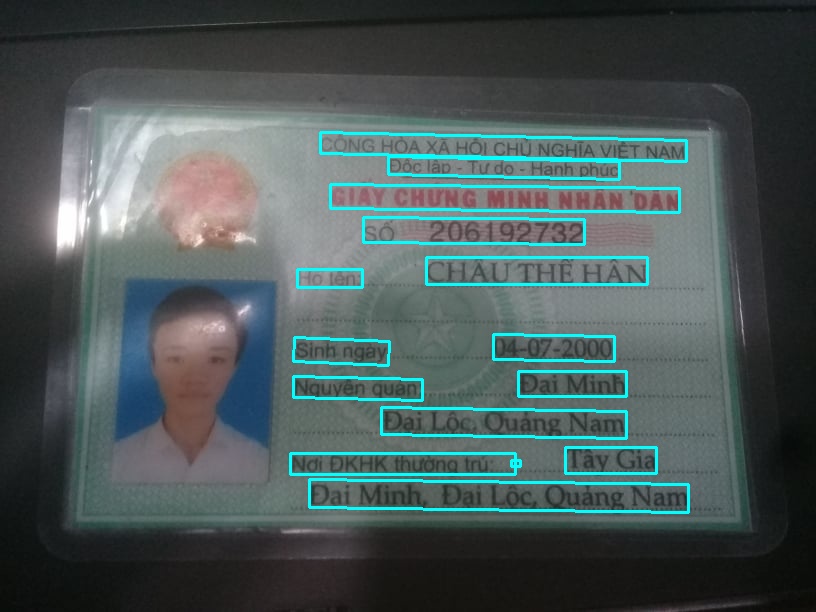 CỘNG HÒA XÃ HỘI CHỦ NGHĨA VIỆT NAM
Độc lập - Tự do - Hạnh phúc
GIẤY CHỨNG MINH NHÂN DÂN
SỐ 206192732
Họ tên: CHÂU THẾ HÂN
Sinh ngày 04-07-2000
Nguyên quán Đại Minh
Đại Lộc, Quảng Nam
Nơi ĐKHK thường trú: Tây Gia
Đại Minh, Đại Lộc, Quảng Nam